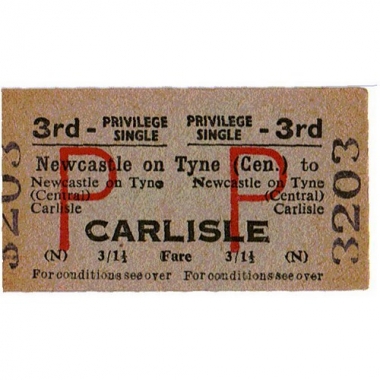 3rd - PRIVILEGE SINGLE PRIVILEGE SINGLE - 3rd
Newcastle on Tyne (Cen.) to
Newcastle on Tyne Newcastle on Tyne
(Central) (Central)
Carlisle Carlisle
CARLISLE
P P
(N) 3/1½ (Fare 3/1½ (N)
For conditions see over For conditions see over
3203
3203